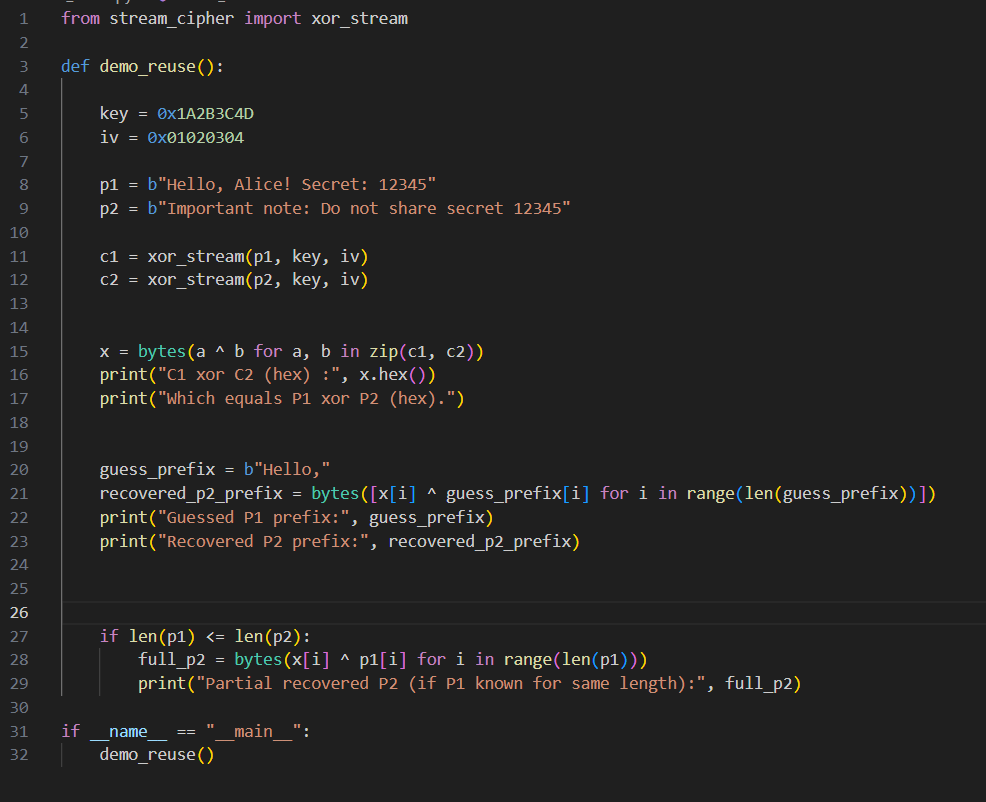 1 from stream_cipher import xor_stream
2
3 def demo_reuse():
4
5 key = 0x1A2B3C4D
6 iv = 0x01020304
7
8 p1 = b"Hello, Alice! Secret: 12345"
9 p2 = b"Important note: Do not share secret 12345"
10
11 c1 = xor_stream(p1, key, iv)
12 c2 = xor_stream(p2, key, iv)
13
14
15 x = bytes(a ^ b for a, b in zip(c1, c2))
16 print("C1 xor C2 (hex) :", x.hex())
17 print("Which equals P1 xor P2 (hex).")
18
19
20 guess_prefix = b"Hello,"
21 recovered_p2_prefix = bytes([x[i] ^ guess_prefix[i] for i in range(len(guess_prefix))])
22 print("Guessed P1 prefix:", guess_prefix)
23 print("Recovered P2 prefix:", recovered_p2_prefix)
24
25
26
27 if len(p1) <= len(p2):
28 full_p2 = bytes(x[i] ^ p1[i] for i in range(len(p1)))
29 print("Partial recovered P2 (if P1 known for same length):", full_p2)
30
31 if __name__ == "__main__":
32 demo_reuse()